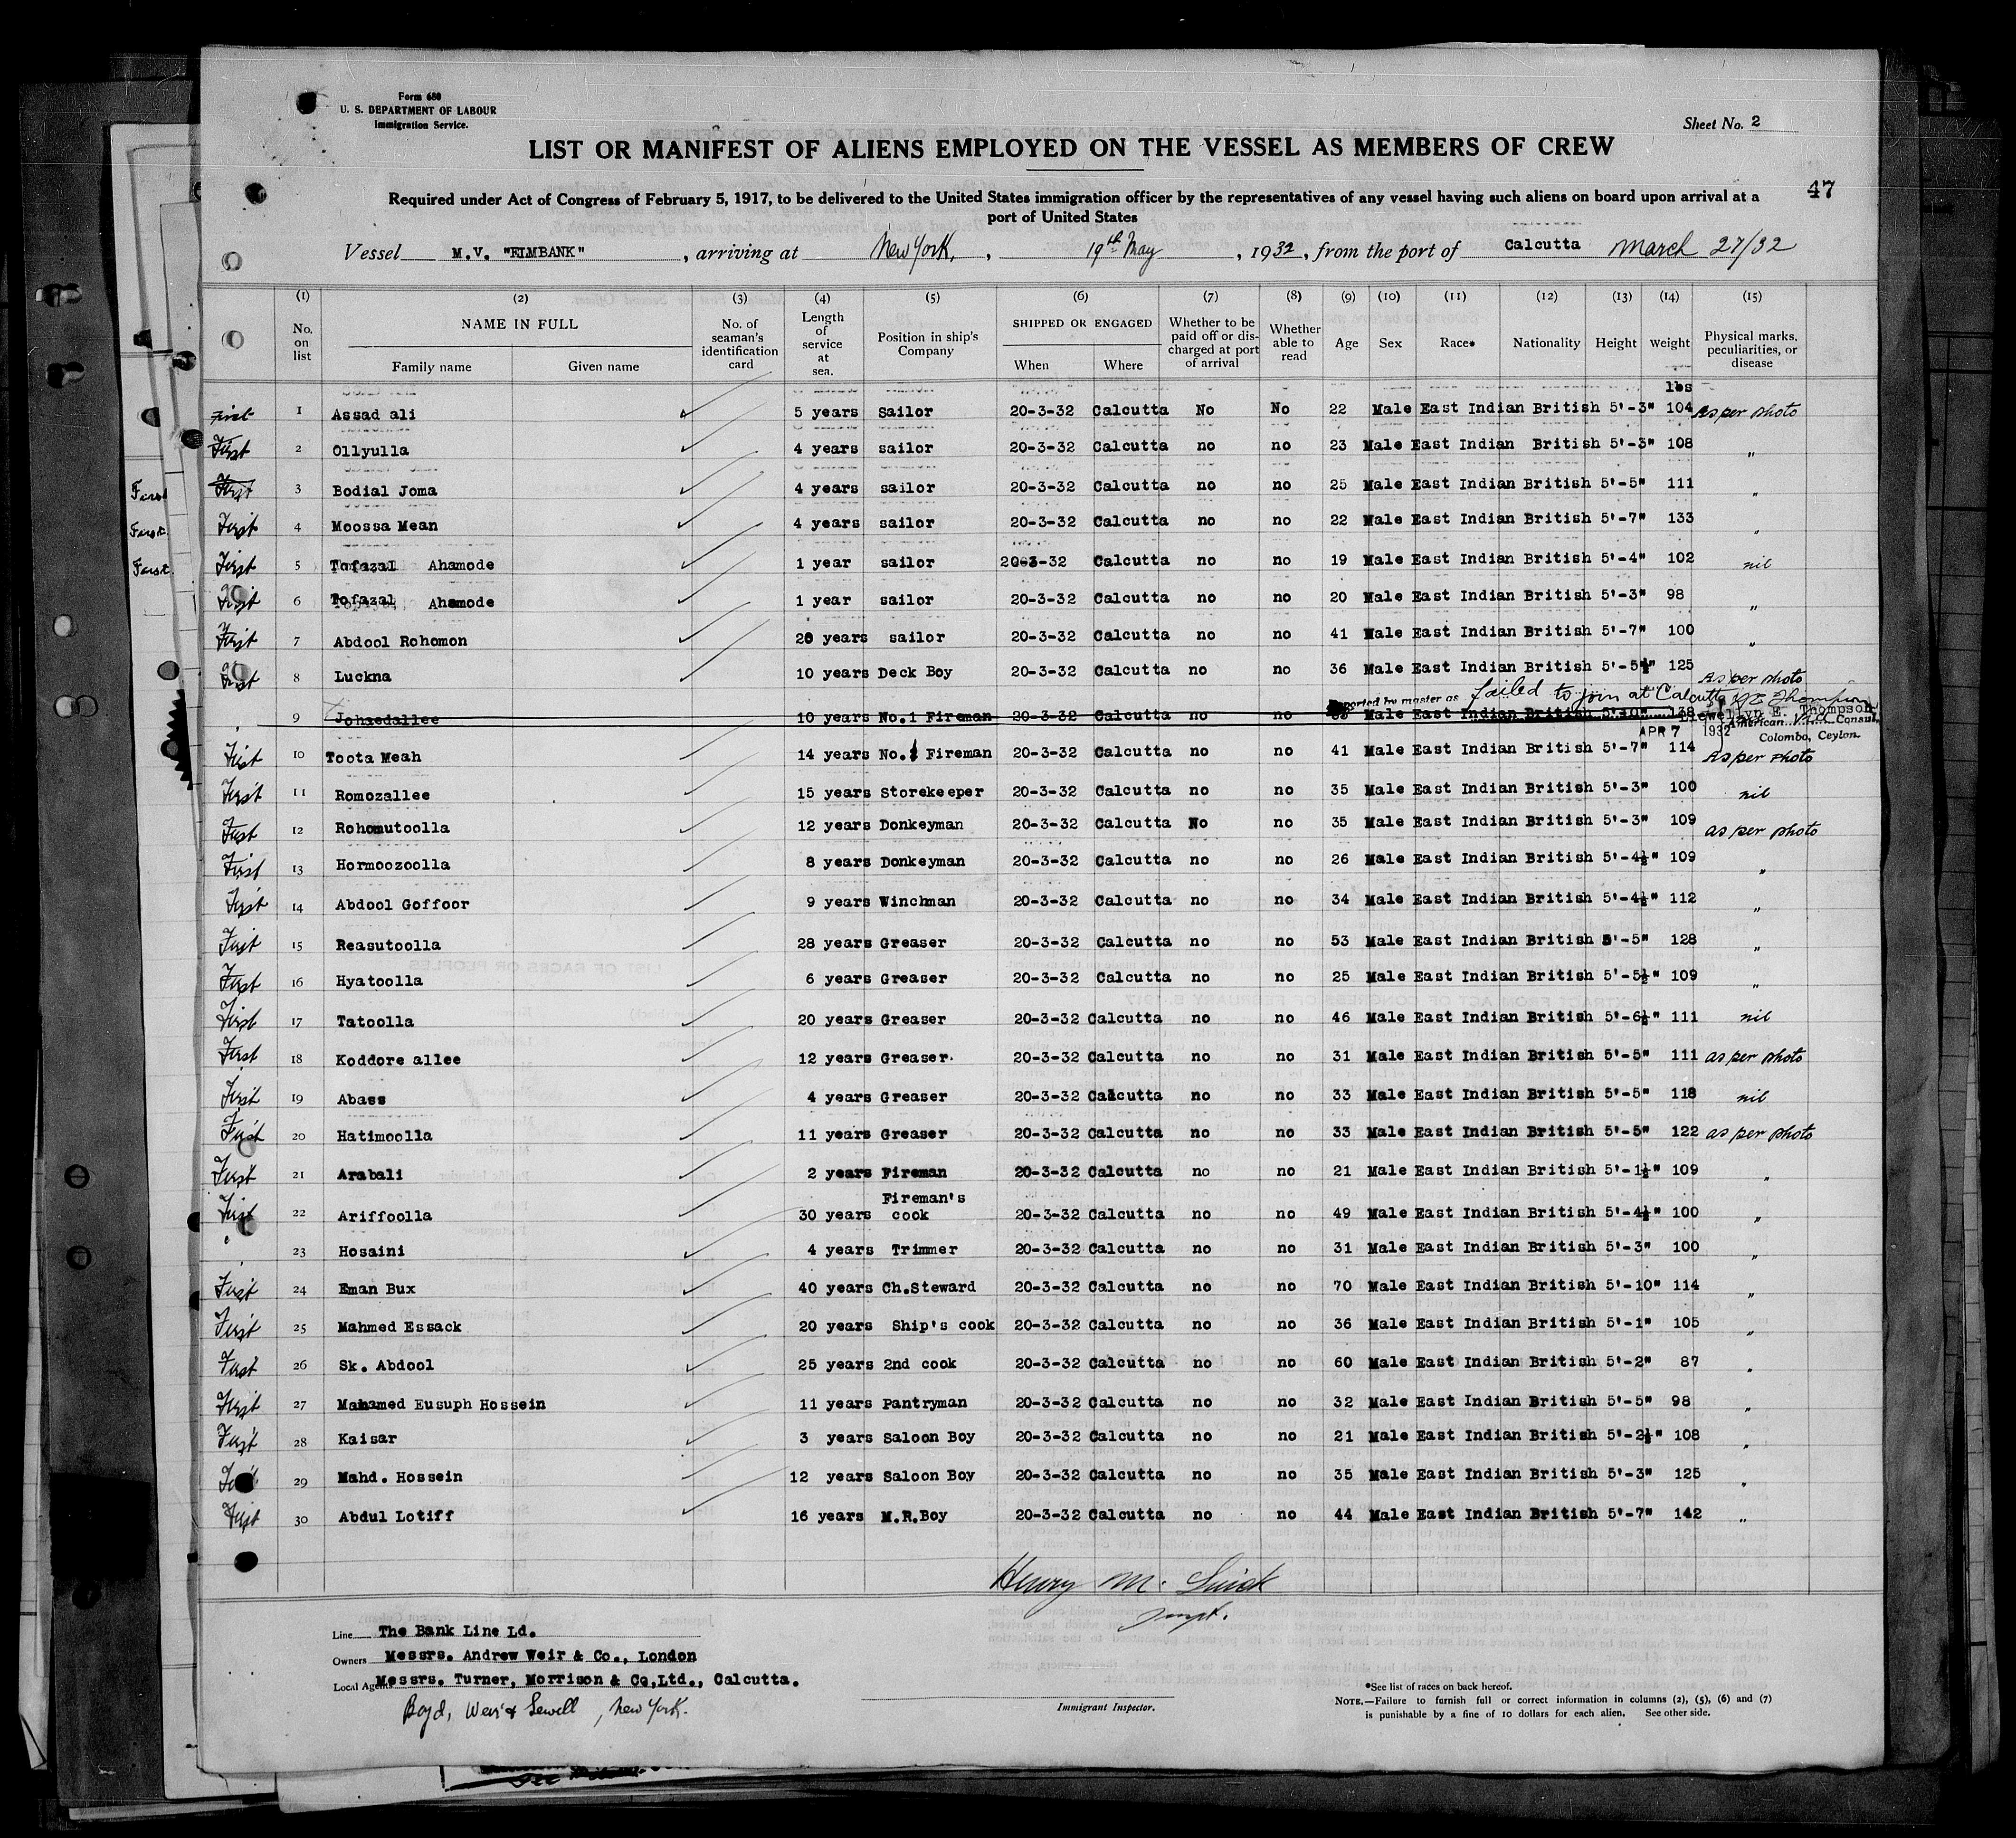 Form 680
U. S. DEPARTMENT OF LABOUR
Immigration Service.
Sheet No. 2
LIST OR MANIFEST OF ALIENS EMPLOYED ON THE VESSEL AS MEMBERS OF CREW
47
Required under Act of Congress of February 5, 1917, to be delivered to the United States immigration officer by the representatives of any vessel having such aliens on board upon arrival at a
port of United States
Vessel M.V. "ELMBANK" , arriving at New York, , 19th May , 1932, from the port of Calcutta March 27/32
(1) (2) (3) (4) (5) (6) (7) (8) (9) (10) (11) (12) (13) (14) (15)
No. on list NAME IN FULL Family name Given name No. of seaman's identification card Length of service at sea. Position in ship's Company SHIPPED OR ENGAGED When Where Whether to be paid off or discharged at port of arrival Whether able to read Age Sex Race* Nationality Height Weight Physical marks, peculiarities, or disease
lbs
First 1 Assad ali 5 years Sailor 20-3-32 Calcutta No No 22 Male East Indian British 5'-3" 104 As per photo
First 2 Ollyulla 4 years sailor 20-3-32 Calcutta no no 23 Male East Indian British 5'-3" 108 "
First 3 Bodial Joma 4 years sailor 20-3-32 Calcutta no no 25 Male East Indian British 5'-5" 111 "
First 4 Moossa Mean 4 years sailor 20-3-32 Calcutta no no 22 Male East Indian British 5'-7" 133 "
First 5 Tofazal Ahamode 1 year sailor 20-3-32 Calcutta no no 19 Male East Indian British 5'-4" 102 nil
First 6 Tofazal Ahamode 1 year sailor 20-3-32 Calcutta no no 20 Male East Indian British 5'-3" 98 "
First 7 Abdool Rohomon 20 years sailor 20-3-32 Calcutta no no 41 Male East Indian British 5'-7" 100 "
First 8 Luckna 10 years Deck Boy 20-3-32 Calcutta no no 36 Male East Indian British 5'-5½" 125 As per photo
Reported by master as failed to join at Calcutta
9 Johaedallee 10 years No.1 Fireman 20-3-32 Calcutta no no Male East Indian British 5'-10" 138
Llewellyn E. Thompson
American Vice Consul,
Colombo, Ceylon
APR 7 1932
First 10 Toota Meah 14 years No.1 Fireman 20-3-32 Calcutta no no 41 Male East Indian British 5'-7" 114 As per photo
First 11 Romozallee 15 years Storekeeper 20-3-32 Calcutta no no 35 Male East Indian British 5'-3" 100 nil
First 12 Rohomutoolla 12 years Donkeyman 20-3-32 Calcutta No no 35 Male East Indian British 5'-3" 109 as per photo
First 13 Hormoozoolla 8 years Donkeyman 20-3-32 Calcutta no no 26 Male East Indian British 5'-4½" 109 "
First 14 Abdool Goffoor 9 years Winchman 20-3-32 Calcutta no no 34 Male East Indian British 5'-4½" 112 "
First 15 Reasutoolla 28 years Greaser 20-3-32 Calcutta no no 53 Male East Indian British 5'-5" 128 "
First 16 Hyatoolla 6 years Greaser 20-3-32 Calcutta no no 25 Male East Indian British 5'-5½" 109 "
First 17 Tatoolla 20 years Greaser 20-3-32 Calcutta no no 46 Male East Indian British 5'-6½" 111 nil
First 18 Koddore allee 12 years Greaser. 20-3-32 Calcutta no no 31 Male East Indian British 5'-5" 111 as per photo
First 19 Abass 4 years Greaser 20-3-32 Calcutta no no 33 Male East Indian British 5'-5" 118 nil
First 20 Hatimoolla 11 years Greaser 20-3-32 Calcutta no no 33 Male East Indian British 5'-5" 122 as per photo
First 21 Arabali 2 years Fireman 20-3-32 Calcutta no no 21 Male East Indian British 5'-1½" 109 "
First 22 Ariffoolla 30 years Fireman's cook 20-3-32 Calcutta no no 49 Male East Indian British 5'-4½" 100 "
23 Hosaini 4 years Trimmer 20-3-32 Calcutta no no 31 Male East Indian British 5'-3" 100 "
First 24 Eman Bux 40 years Ch.Steward 20-3-32 Calcutta no no 70 Male East Indian British 5'-10" 114 "
First 25 Mahmed Essack 20 years Ship's cook 20-3-32 Calcutta no no 36 Male East Indian British 5'-1" 105 "
First 26 Sk. Abdool 25 years 2nd cook 20-3-32 Calcutta no no 60 Male East Indian British 5'-2" 87 "
First 27 Mahamed Eusuph Hossein 11 years Pantryman 20-3-32 Calcutta no no 32 Male East Indian British 5'-5" 98 "
First 28 Kaisar 3 years Saloon Boy 20-3-32 Calcutta no no 21 Male East Indian British 5'-2½" 108 "
29 Mahd. Hossein 12 years Saloon Boy 20-3-32 Calcutta no no 35 Male East Indian British 5'-3" 125 "
First 30 Abdul Lotiff 16 years M.R.Boy 20-3-32 Calcutta no no 44 Male East Indian British 5'-7" 142 "
First
First.
First.
Henry M.
Line The Bank Line Ld.
Owners Messrs. Andrew Weir & Co., London
Local Agents Messrs. Turner, Morrison & Co,Ltd., Calcutta.
Boyd, Weir & Sewell, New York.
Immigrant Inspector.
*See list of races on back hereof.
NOTE.—Failure to furnish full or correct information in columns (2), (5), (6) and (7)
is punishable by a fine of 10 dollars for each alien. See other side.